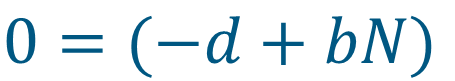 0 = (−d + bN)